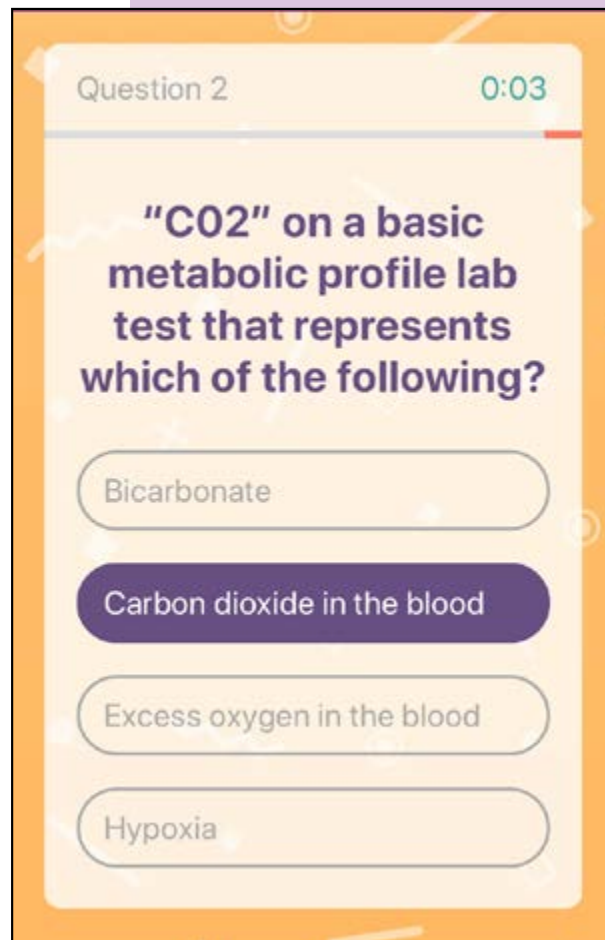 Question 2
0:03
"C02" on a basic
metabolic profile lab
test that represents
which of the following?
Bicarbonate
Carbon dioxide in the blood
Excess oxygen in the blood
Hypoxia